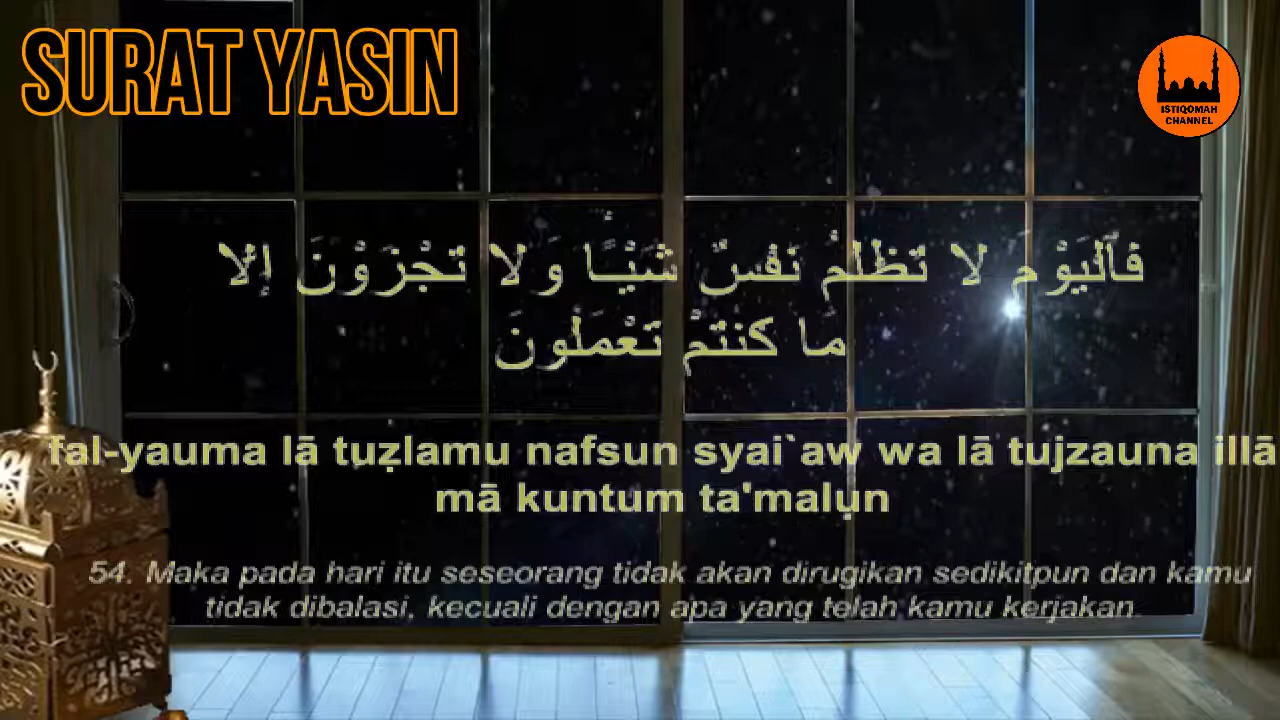 SURAT YASIN
ISTIQOMAH
CHANNEL
فَٱلْيَوْمَ لَا تُظْلَمُ نَفْسٌ شَيْـًٔا وَلَا تُجْزَوْنَ إِلَّا
مَا كُنتُمْ تَعْمَلُونَ
fal-yauma lā tuẓlamu nafsun syai`aw wa lā tujzauna illā
mā kuntum ta'malụn
54. Maka pada hari itu seseorang tidak akan dirugikan sedikitpun dan kamu
tidak dibalasi, kecuali dengan apa yang telah kamu kerjakan.